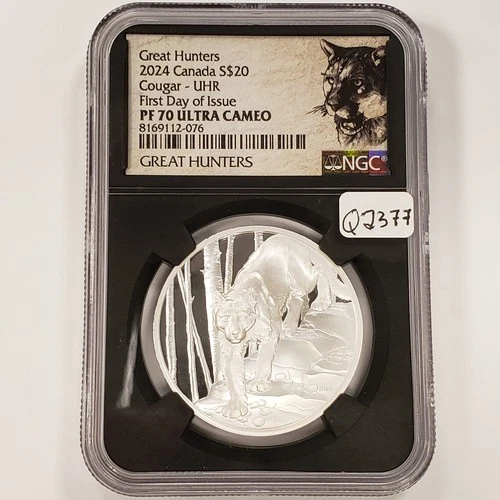 Great Hunters
2024 Canada S$20
Cougar - UHR
First Day of Issue
PF 70 ULTRA CAMEO
8169112-076
GREAT HUNTERS
NGC®
QJ377